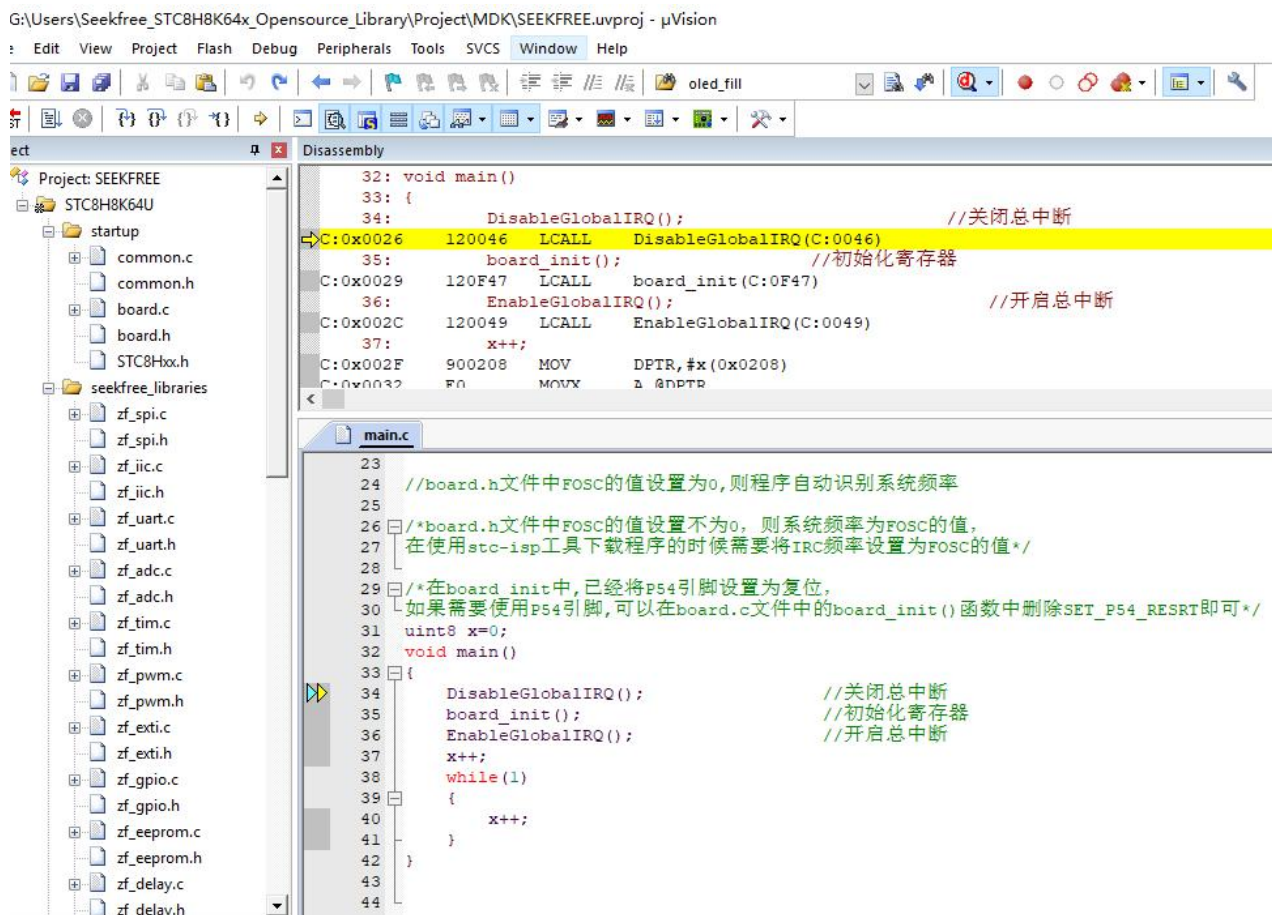 G:\Users\Seekfree_STC8H8K64x_Opensource_Library\Project\MDK\SEEKFREE.uvproj - µVision
Edit View Project Flash Debug Peripherals Tools SVCS Window Help
oled_fill
ect
Project: SEEKFREE
STC8H8K64U
startup
common.c
common.h
board.c
board.h
STC8Hxx.h
seekfree_libraries
zf_spi.c
zf_spi.h
zf_iic.c
zf_iic.h
zf_uart.c
zf_uart.h
zf_adc.c
zf_adc.h
zf_tim.c
zf_tim.h
zf_pwm.c
zf_pwm.h
zf_exti.c
zf_exti.h
zf_gpio.c
zf_gpio.h
zf_eeprom.c
zf_eeprom.h
zf_delay.c
zf_delay.h
Disassembly
32: void main()
33: {
34: DisableGlobalIRQ(); //关闭总中断
C:0x0026 120046 LCALL DisableGlobalIRQ(C:0046)
35: board_init(); //初始化寄存器
C:0x0029 120F47 LCALL board_init(C:0F47)
36: EnableGlobalIRQ(); //开启总中断
C:0x002C 120049 LCALL EnableGlobalIRQ(C:0049)
37: x++;
C:0x002F 900208 MOV DPTR,#x(0x0208)
C:0x0032 E0 MOVX A,@DPTR
main.c
23
24 //board.h文件中FOSC的值设置为0,则程序自动识别系统频率
25
26 /*board.h文件中FOSC的值设置不为0，则系统频率为FOSC的值，
27 在使用stc-isp工具下载程序的时候需要将IRC频率设置为FOSC的值*/
28
29 /*在board_init中,已经将P54引脚设置为复位，
30 如果需要使用P54引脚,可以在board.c文件中的board_init()函数中删除SET_P54_RESRT即可*/
31 uint8 x=0;
32 void main()
33 {
34 DisableGlobalIRQ(); //关闭总中断
35 board_init(); //初始化寄存器
36 EnableGlobalIRQ(); //开启总中断
37 x++;
38 while(1)
39 {
40 x++;
41 }
42 }
43
44